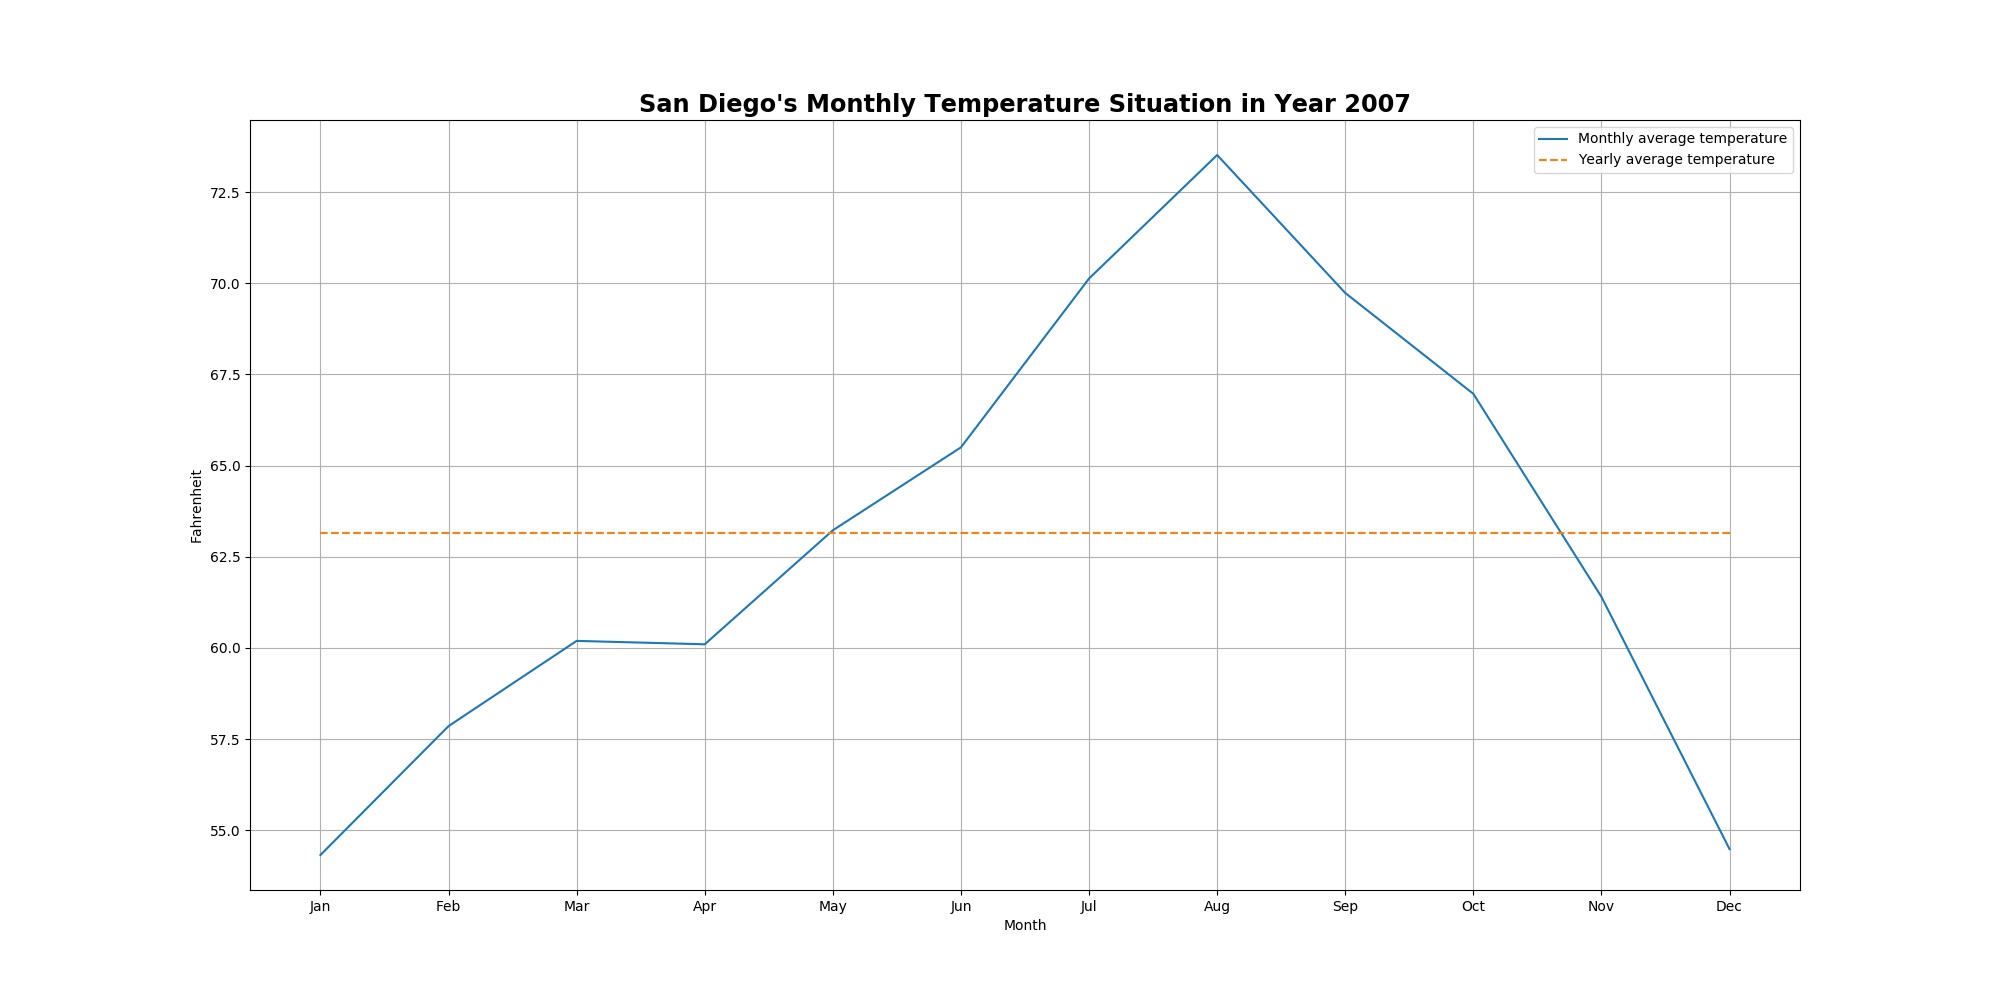 San Diego's Monthly Temperature Situation in Year 2007
Monthly average temperature
Yearly average temperature
72.5
70.0
67.5
65.0
62.5
60.0
57.5
55.0
Fahrenheit
Jan Feb Mar Apr May Jun Jul Aug Sep Oct Nov Dec
Month